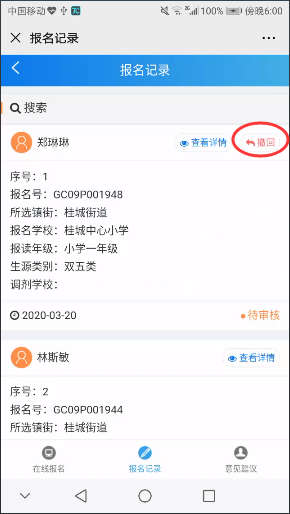 中国移动 100% 傍晚6:00
报名记录
报名记录
搜索
郑琳琳 查看详情 撤回
序号：1
报名号：GC09P001948
所选镇街：桂城街道
报名学校：桂城中心小学
报读年级：小学一年级
生源类别：双五类
调剂学校：
2020-03-20 待审核
林斯敏 查看详情
序号：2
报名号：GC09P001944
所选镇街：桂城街道
在线报名 报名记录 意见建议